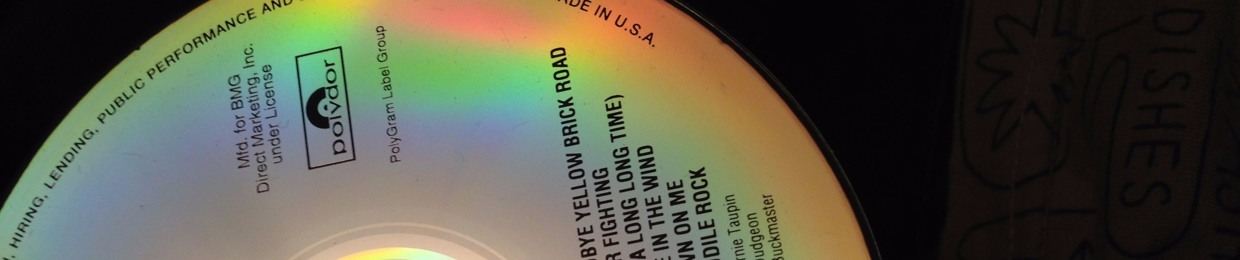 HIRING, LENDING, PUBLIC PERFORMANCE AND
MADE IN U.S.A.
Mfd. for BMG
Direct Marketing, Inc.
under License
polydor
PolyGram Label Group
BYE YELLOW BRICK ROAD
R FIGHTING
A LONG LONG TIME)
E IN THE WIND
WN ON ME
DILE ROCK
rnie Taupin
udgeon
Buckmaster
DISHES